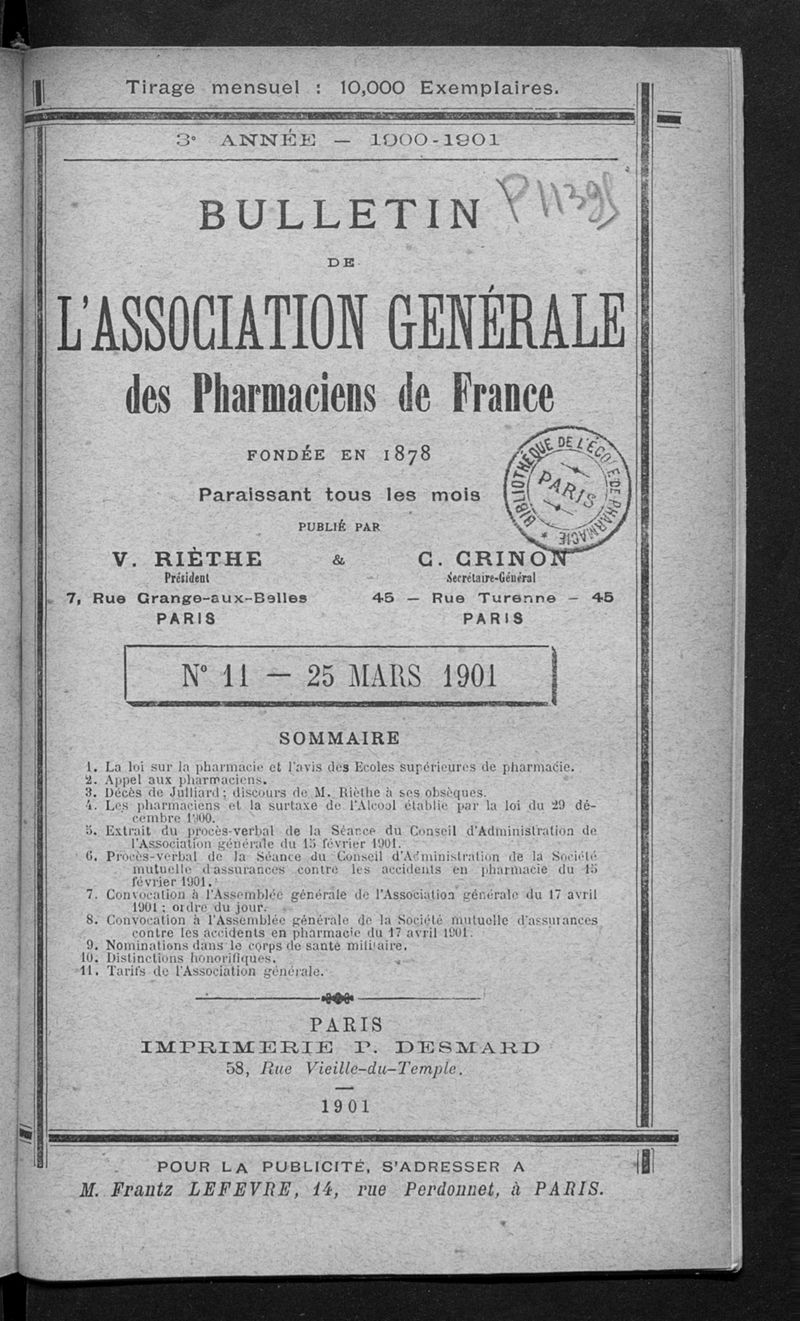 Tirage mensuel : 10,000 Exemplaires.
3e ANNÉE — 1900-1901
BULLETIN
P 11395
DE
L'ASSOCIATION GENÉRALE
des Pharmaciens de France
FONDÉE EN 1878
BIBLIOTHÈQUE DE L'ÉCOLE DE PHARMACIE
PARIS
Paraissant tous les mois
PUBLIÉ PAR
V. RIÈTHE & C. CRINON
Président Secrétaire-Général
7, Rue Grange-aux-Belles 45 — Rue Turenne — 45
PARIS PARIS
N° 11 — 25 MARS 1901
SOMMAIRE
1. La loi sur la pharmacie et l'avis des Ecoles supérieures de pharmacie.
2. Appel aux pharmaciens.
3. Décès de Julliard ; discours de M. Rièthe à ses obsèques.
4. Les pharmaciens et la surtaxe de l'Alcool établie par la loi du 29 dé-
cembre 1900.
5. Extrait du procès-verbal de la Séance du Conseil d'Administration de
l'Association générale du 15 février 1901.
6. Procès-verbal de la Séance du Conseil d'Administration de la Société
mutuelle d'assurances contre les accidents en pharmacie du 15
février 1901.
7. Convocation à l'Assemblée générale de l'Association générale du 17 avril
1901 ; ordre du jour.
8. Convocation à l'Assemblée générale de la Société mutuelle d'assurances
contre les accidents en pharmacie du 17 avril 1901.
9. Nominations dans le corps de santé militaire.
10. Distinctions honorifiques.
11. Tarifs de l'Association générale.
PARIS
IMPRIMERIE P. DESMARD
58, Rue Vieille-du-Temple.
1901
POUR LA PUBLICITÉ, S'ADRESSER A
M. Frantz LEFEVRE, 14, rue Perdonnet, à PARIS.